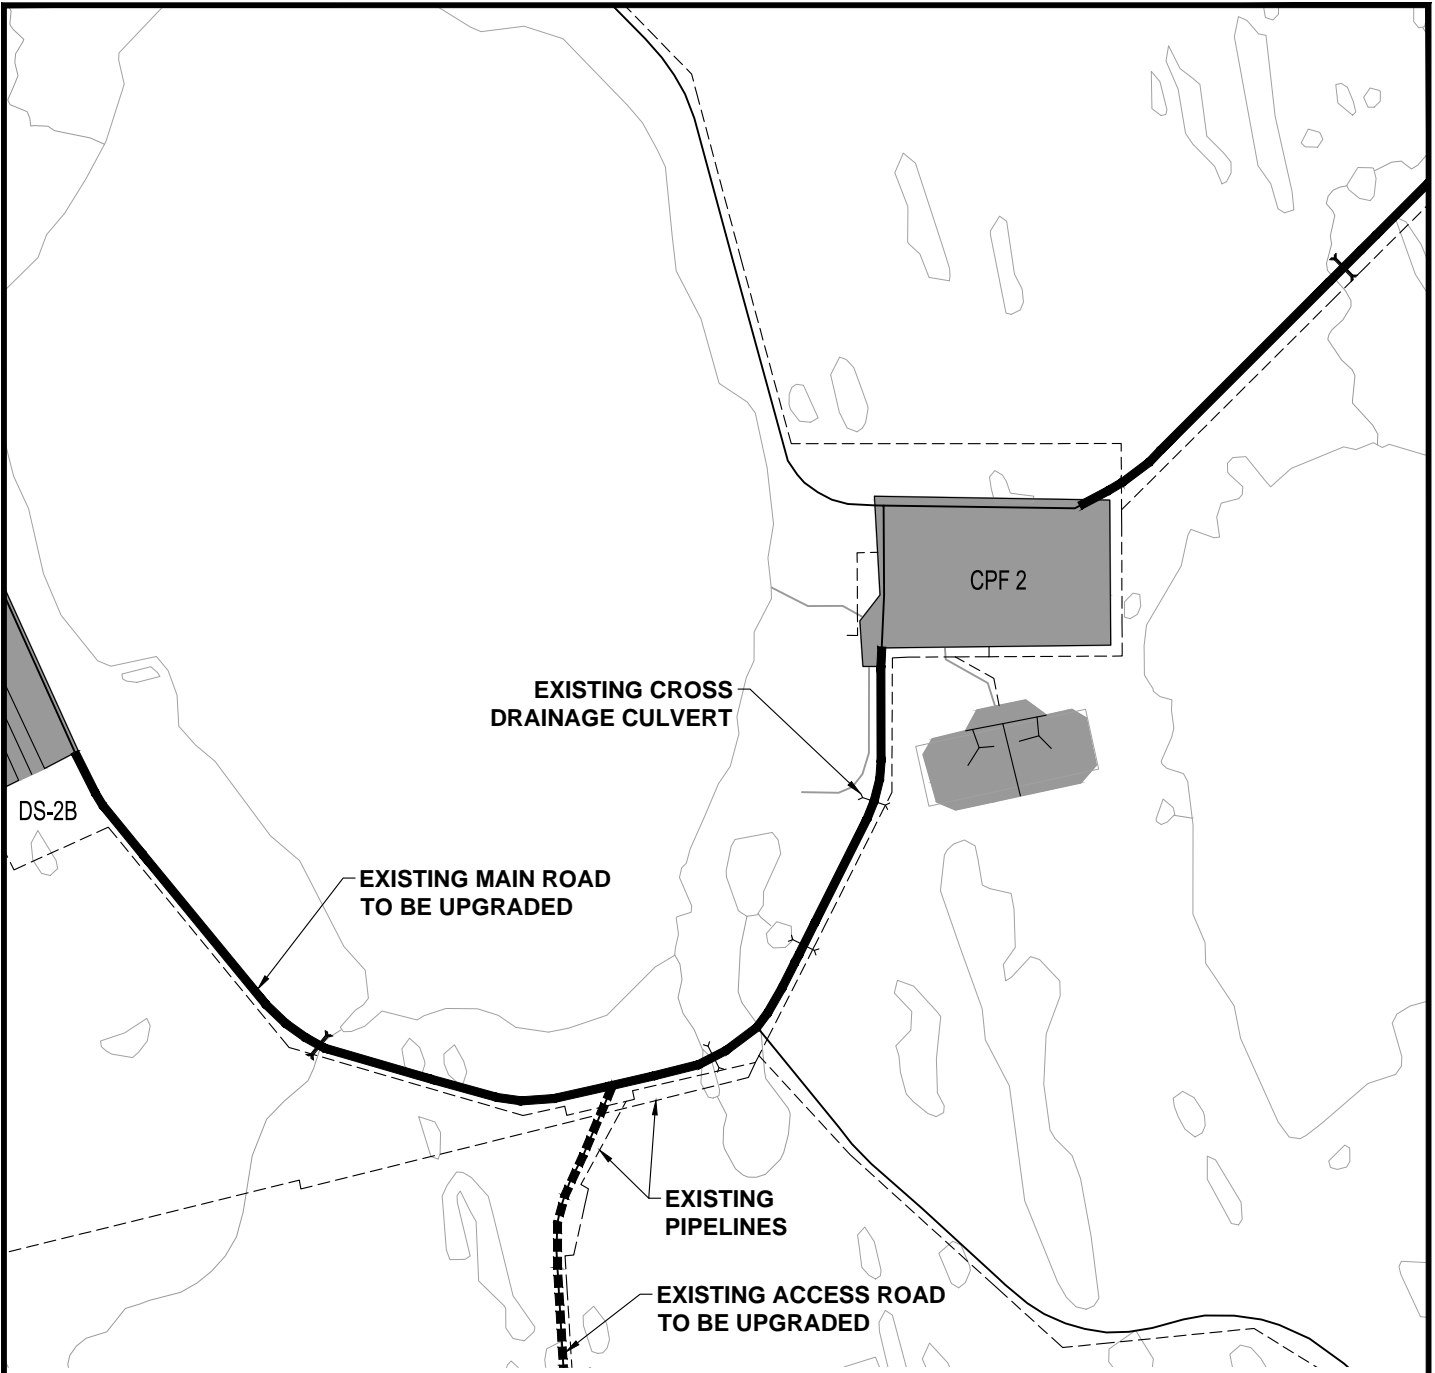 CPF 2
EXISTING CROSS
DRAINAGE CULVERT
DS-2B
EXISTING MAIN ROAD
TO BE UPGRADED
EXISTING
PIPELINES
EXISTING ACCESS ROAD
TO BE UPGRADED